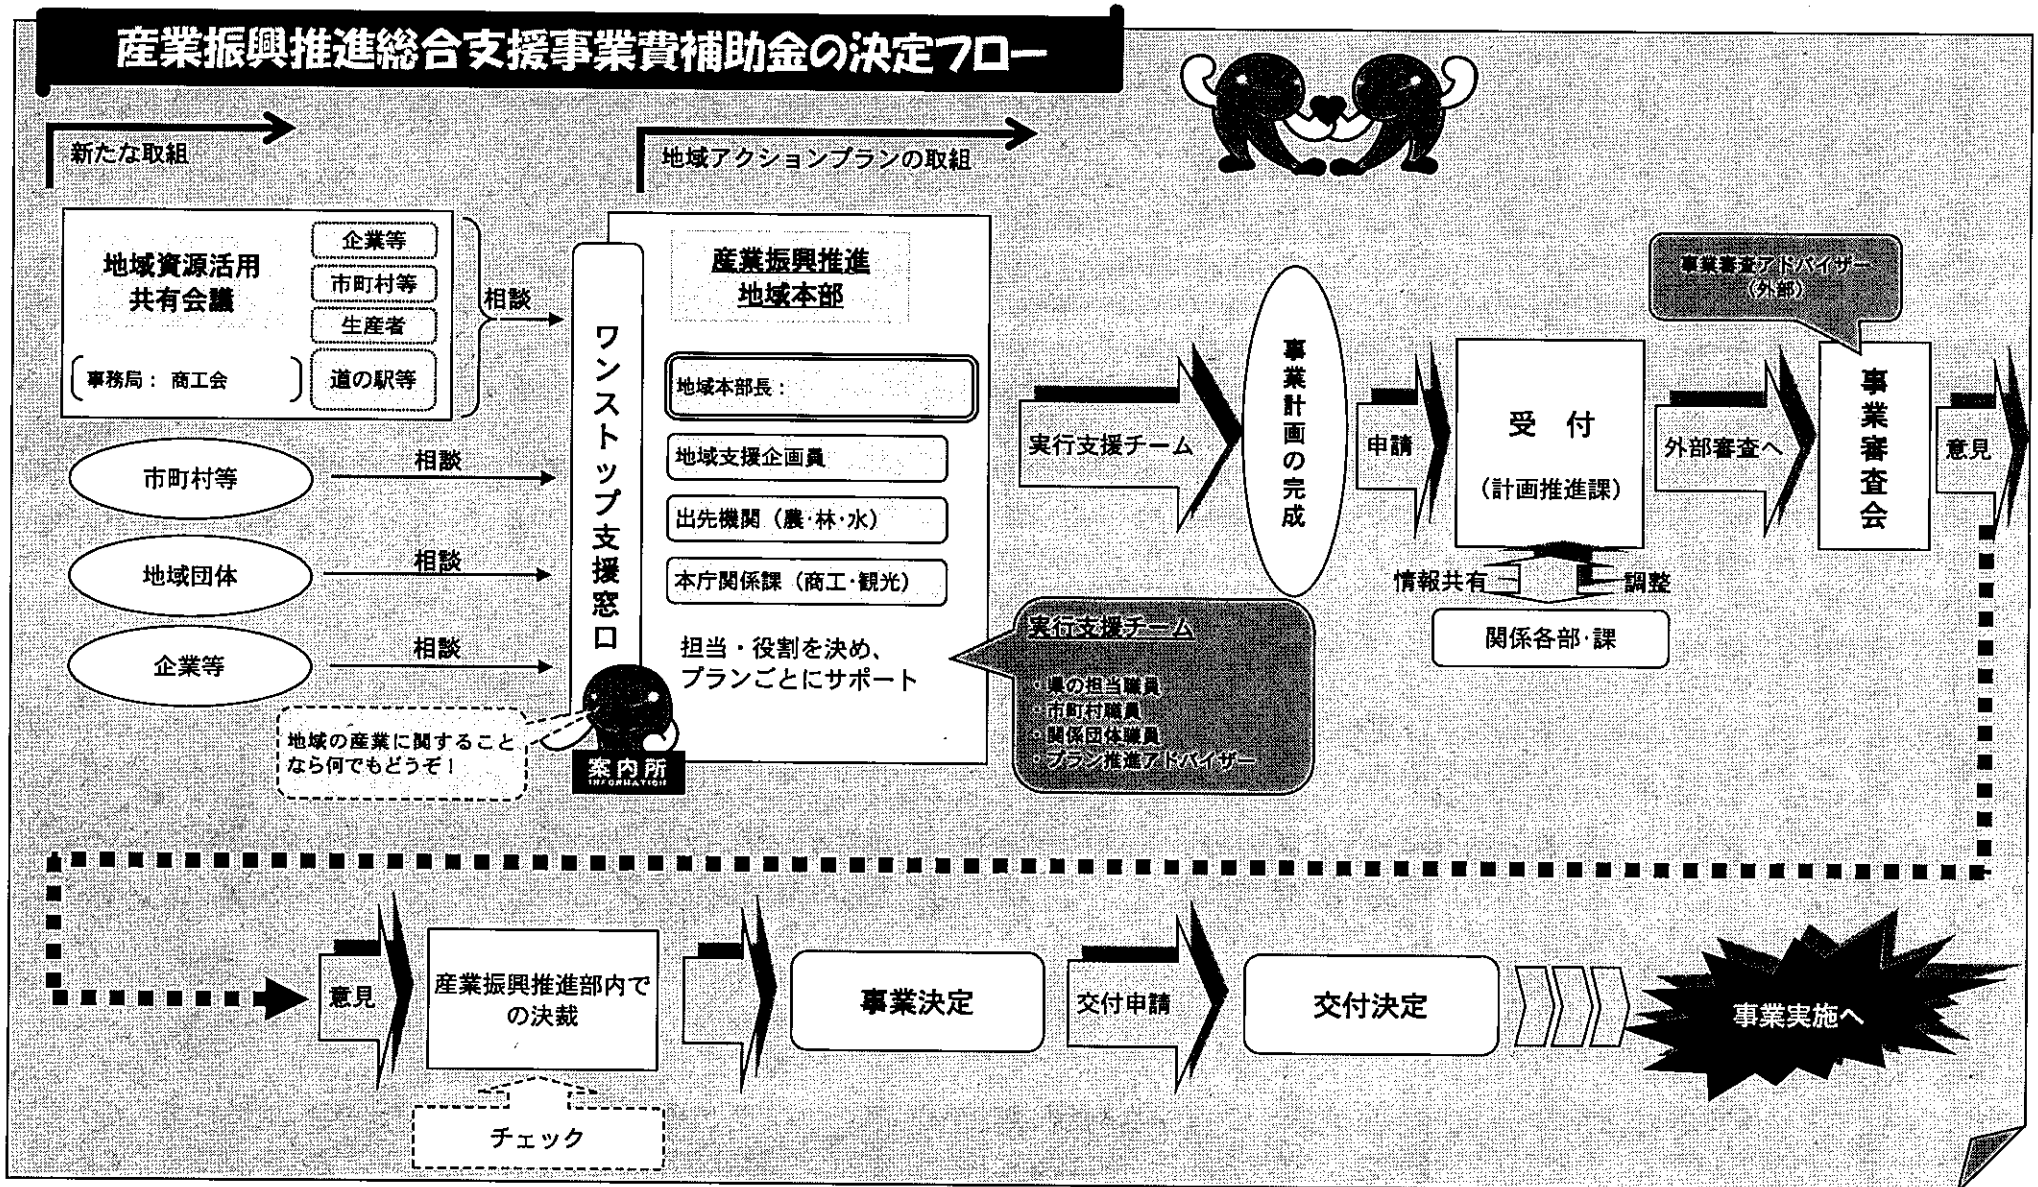 産業振興推進総合支援事業費補助金の決定フロー
新たな取組
地域アクションプランの取組
地域資源活用
共有会議
事務局： 商工会
企業等
市町村等
生産者
道の駅等
相談
市町村等
相談
地域団体
相談
企業等
相談
地域の産業に関すること
なら何でもどうぞ！
ワンストップ支援窓口
案内所
INFORMATION
産業振興推進
地域本部
地域本部長：
地域支援企画員
出先機関（農・林・水）
本庁関係課（商工・観光）
担当・役割を決め、
プランごとにサポート
実行支援チーム
・県の担当職員
・市町村職員
・関係団体職員
・プラン推進アドバイザー
実行支援チーム
事業計画の完成
申請
受 付
（計画推進課）
情報共有
調整
関係各部・課
外部審査へ
事業審査アドバイザー
（外部）
事業審査会
意見
意見
産業振興推進部内で
の決裁
チェック
事業決定
交付申請
交付決定
事業実施へ